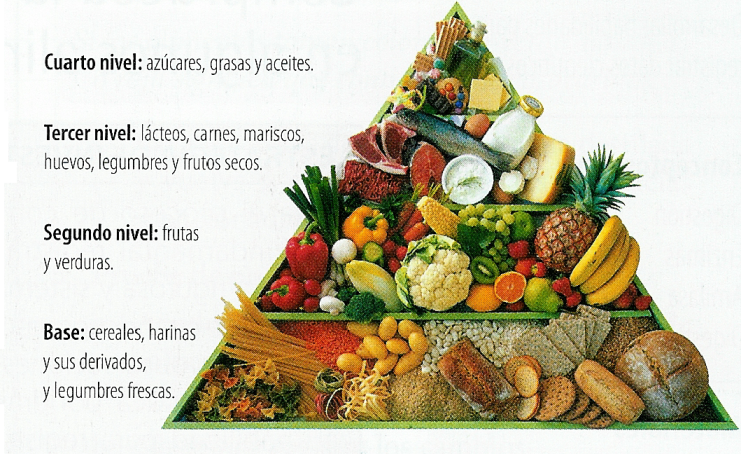 Cuarto nivel: azúcares, grasas y aceites.
Tercer nivel: lácteos, carnes, mariscos,
huevos, legumbres y frutos secos.
Segundo nivel: frutas
y verduras.
Base: cereales, harinas
y sus derivados,
y legumbres frescas.